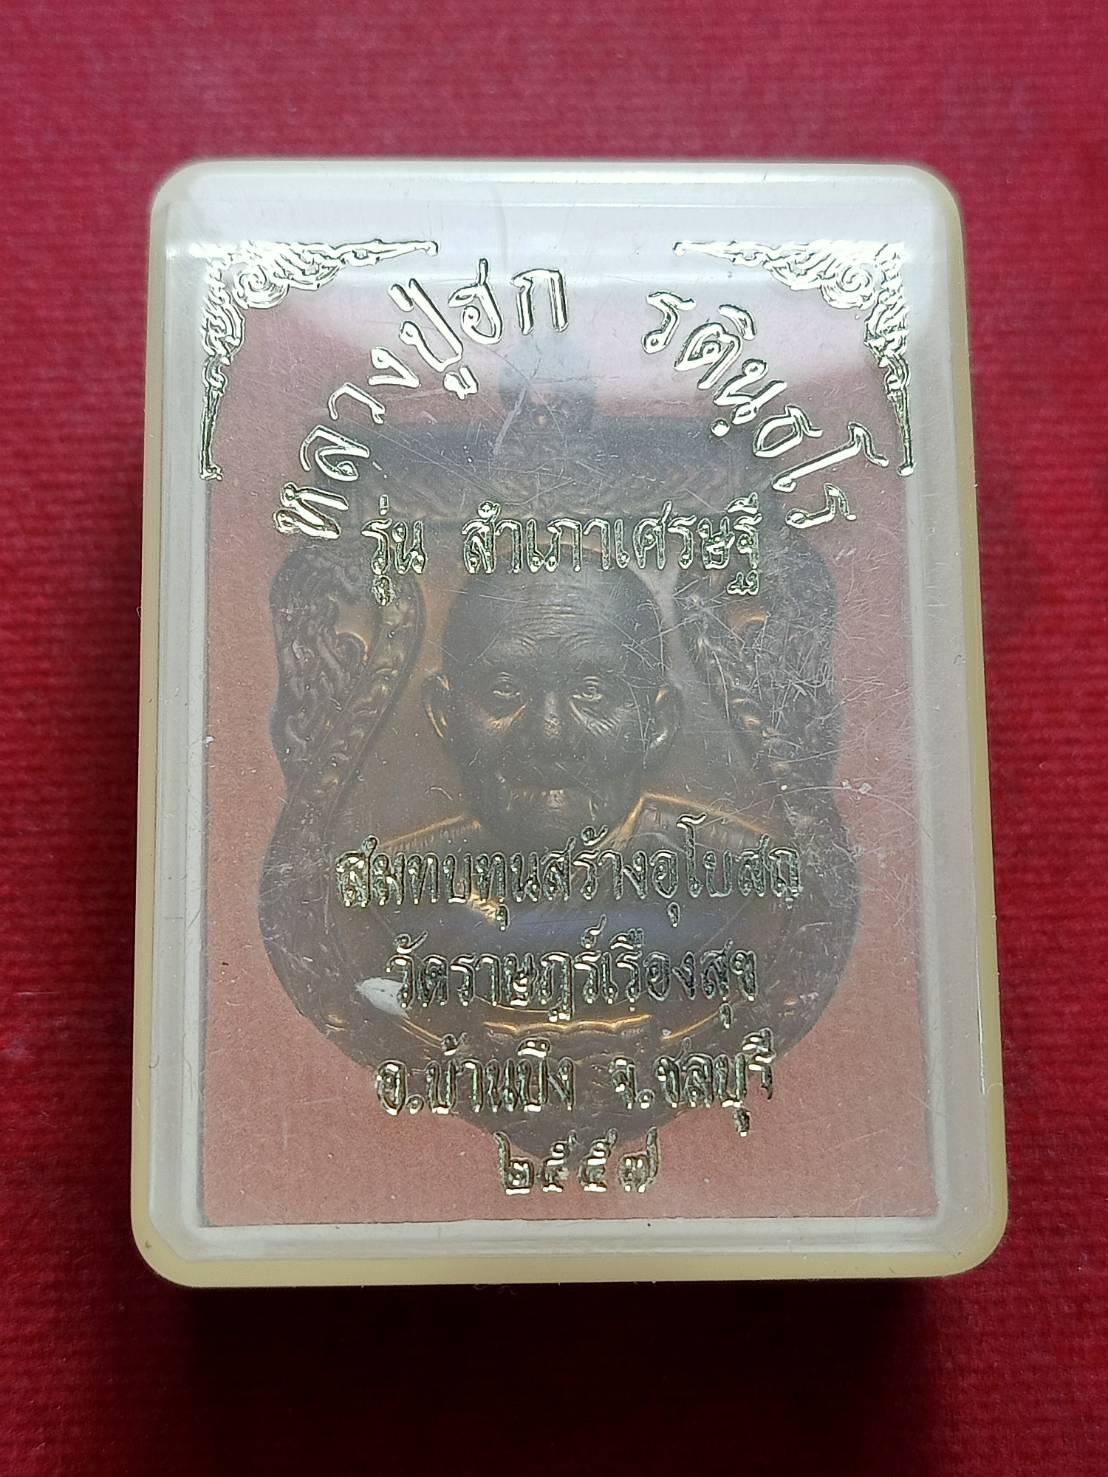 หลวงปู่ฮก รตินฺธโร
รุ่น สำเภาเศรษฐี
สมทบทุนสร้างอุโบสถ
วัดราษฎร์เรืองสุข
อ.บ้านบึง จ.ชลบุรี
๒๕๕๗